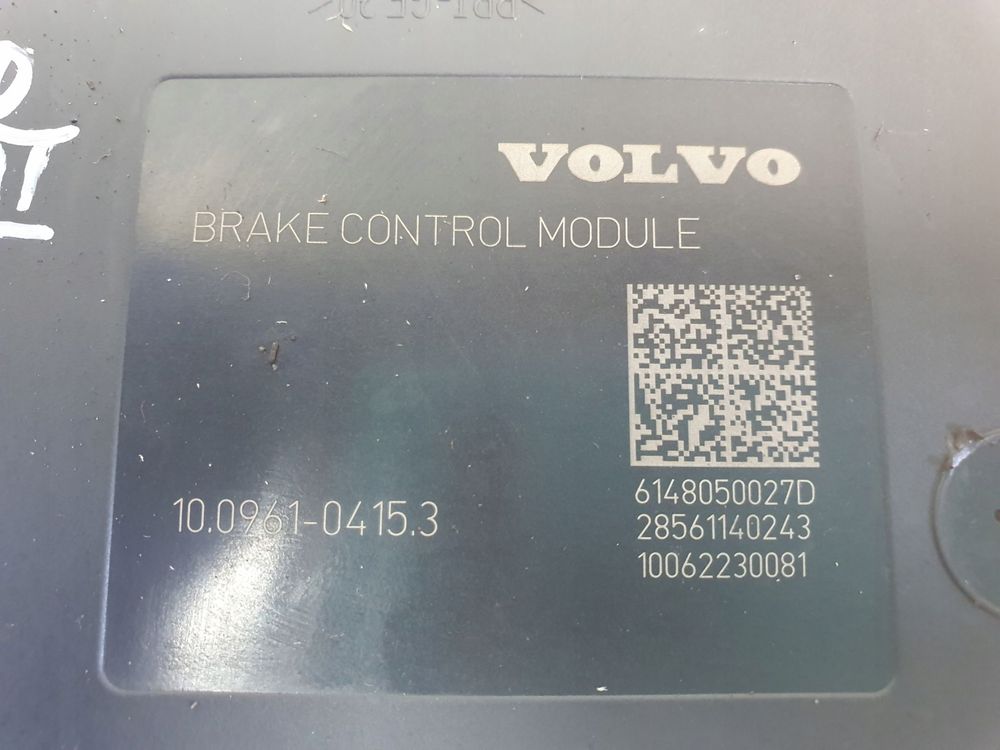 VOLVO
BRAKE CONTROL MODULE
6148050027D
28561140243
10062230081
10.0961-0415.3